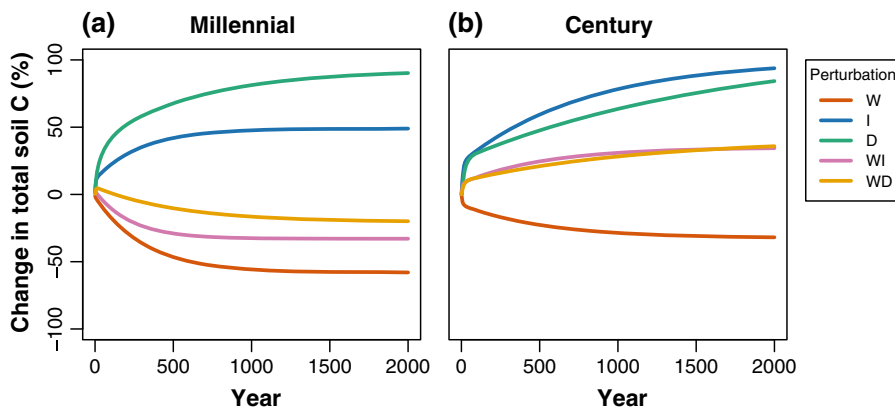 (a) Millennial
(b) Century
Change in total soil C (%)
100
50
0
−50
−100
0 500 1000 1500 2000
Year
0 500 1000 1500 2000
Year
Perturbation
W
I
D
WI
WD